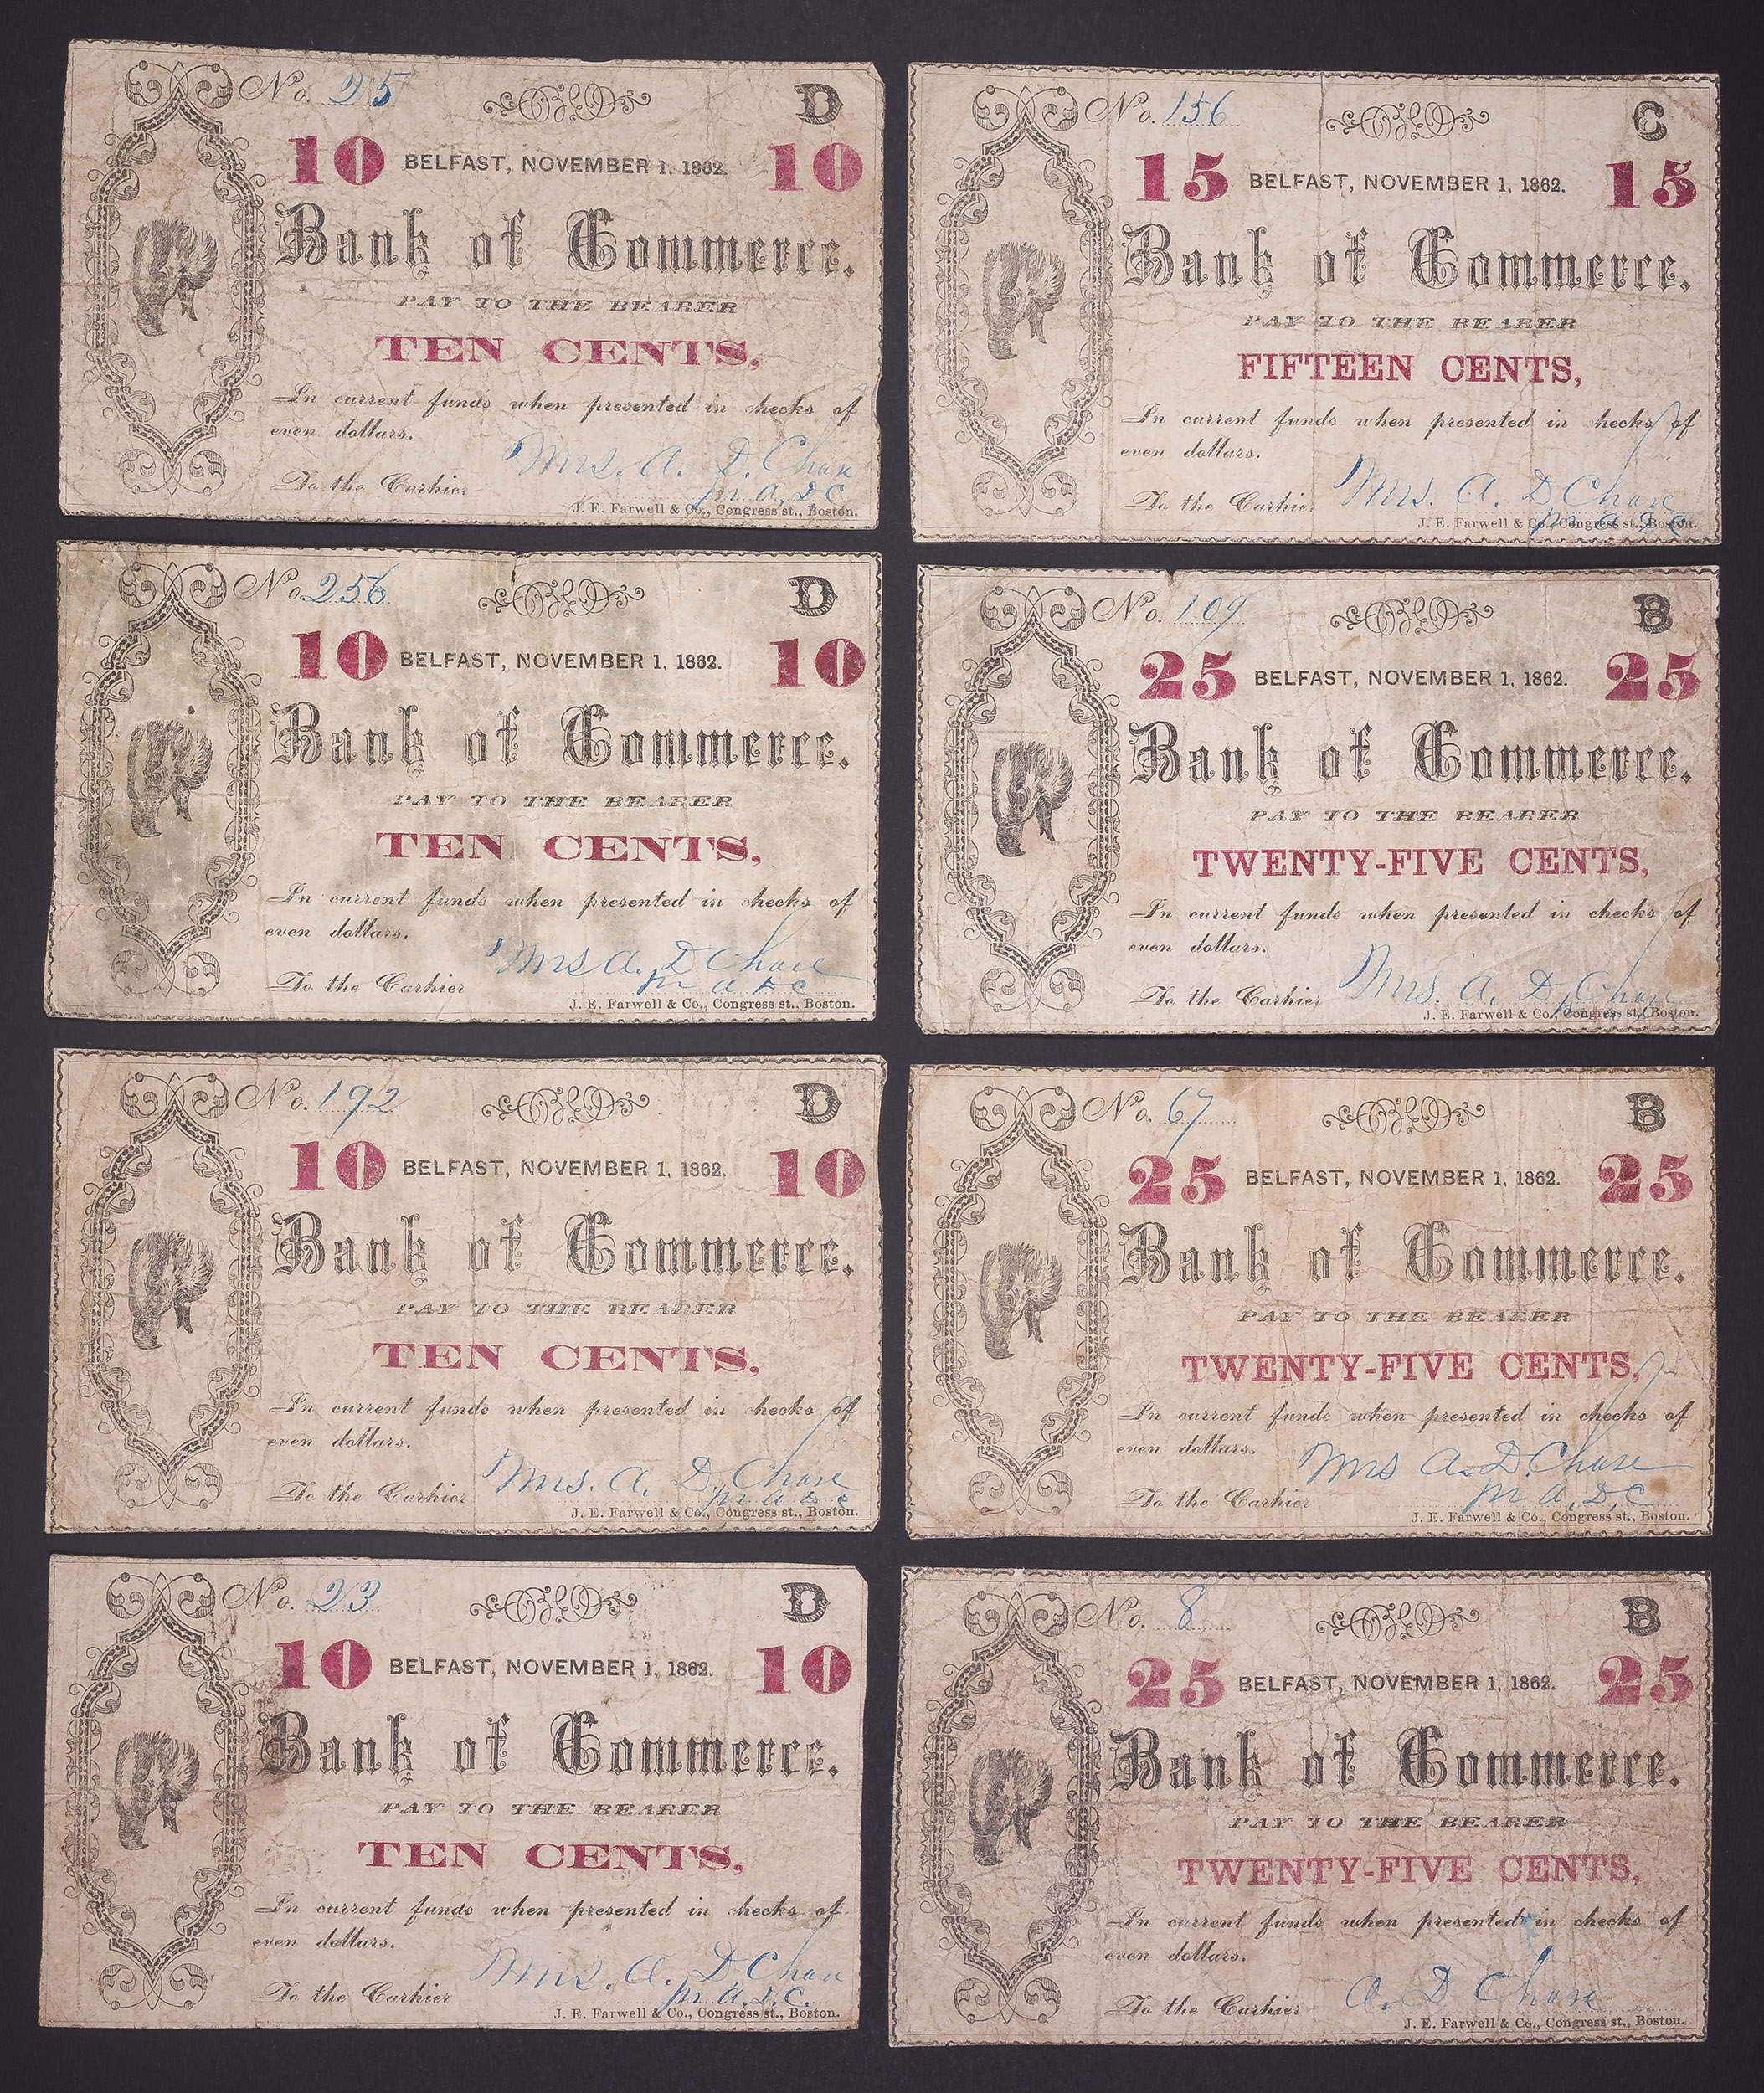 No. 25 D
10 BELFAST, NOVEMBER 1, 1862. 10
Bank of Commerce.
PAY TO THE BEARER
TEN CENTS,
In current funds when presented in checks of
even dollars.
Mrs. A. D. Chase
To the Cashier pr A. D. C.
J. E. Farwell & Co., Congress st., Boston.
No. 256 D
10 BELFAST, NOVEMBER 1, 1862. 10
Bank of Commerce.
PAY TO THE BEARER
TEN CENTS,
In current funds when presented in checks of
even dollars.
Mrs A. D Chase
To the Cashier pr A D C
J. E. Farwell & Co., Congress st., Boston.
No. 192 D
10 BELFAST, NOVEMBER 1, 1862. 10
Bank of Commerce.
PAY TO THE BEARER
TEN CENTS,
In current funds when presented in checks of
even dollars.
Mrs. A. D. Chase
To the Cashier pr A D C
J. E. Farwell & Co., Congress st., Boston.
No. 23 D
10 BELFAST, NOVEMBER 1, 1862. 10
Bank of Commerce.
PAY TO THE BEARER
TEN CENTS,
In current funds when presented in checks of
even dollars.
Mrs. A. D. Chase
To the Cashier pr A. D. C.
J. E. Farwell & Co., Congress st., Boston.
No. 156 C
15 BELFAST, NOVEMBER 1, 1862. 15
Bank of Commerce.
PAY TO THE BEARER
FIFTEEN CENTS,
In current funds when presented in checks of
even dollars.
To the Cashier Mrs. A. D Chase
pr A D C
J. E. Farwell & Co., Congress st., Boston.
No. 109 B
25 BELFAST, NOVEMBER 1, 1862. 25
Bank of Commerce.
PAY TO THE BEARER
TWENTY-FIVE CENTS,
In current funds when presented in checks of
even dollars.
To the Cashier Mrs. A. D. Chase
J. E. Farwell & Co., Congress st., Boston.
No. 67 B
25 BELFAST, NOVEMBER 1, 1862. 25
Bank of Commerce.
PAY TO THE BEARER
TWENTY-FIVE CENTS,
In current funds when presented in checks of
even dollars.
Mrs A. D. Chase
To the Cashier pr A. D. C
J. E. Farwell & Co., Congress st., Boston.
No. 8 B
25 BELFAST, NOVEMBER 1, 1862. 25
Bank of Commerce.
PAY TO THE BEARER
TWENTY-FIVE CENTS,
In current funds when presented in checks of
even dollars.
To the Cashier A. D Chase
J. E. Farwell & Co., Congress st., Boston.